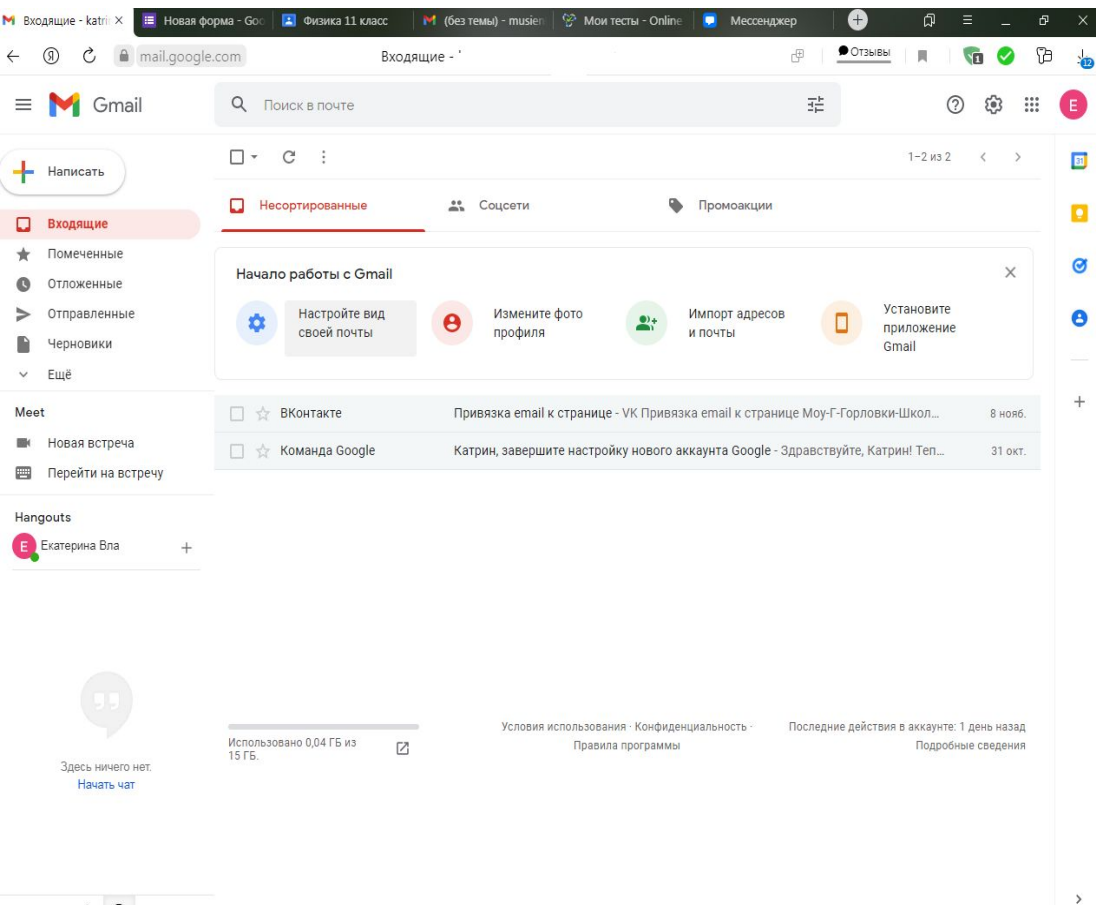 Входящие - katri
Новая форма - Goo
Физика 11 класс
(без темы) - musien
Мои тесты - Online
Мессенджер
mail.google.com
Входящие - '
Отзывы
1
12
Gmail
Поиск в почте
E
Написать
1–2 из 2
31
Несортированные
Соцсети
Промоакции
Входящие
Помеченные
Отложенные
Отправленные
Черновики
Ещё
Начало работы с Gmail
Настройте вид
своей почты
Измените фото
профиля
Импорт адресов
и почты
Установите
приложение
Gmail
ВКонтакте Привязка email к странице - VK Привязка email к странице Моу-Г-Горловки-Школ... 8 нояб.
Команда Google Катрин, завершите настройку нового аккаунта Google - Здравствуйте, Катрин! Теп... 31 окт.
Meet
Новая встреча
Перейти на встречу
Hangouts
E
Екатерина Вла
Здесь ничего нет.
Начать чат
Использовано 0,04 ГБ из
15 ГБ.
Условия использования · Конфиденциальность ·
Правила программы
Последние действия в аккаунте: 1 день назад
Подробные сведения